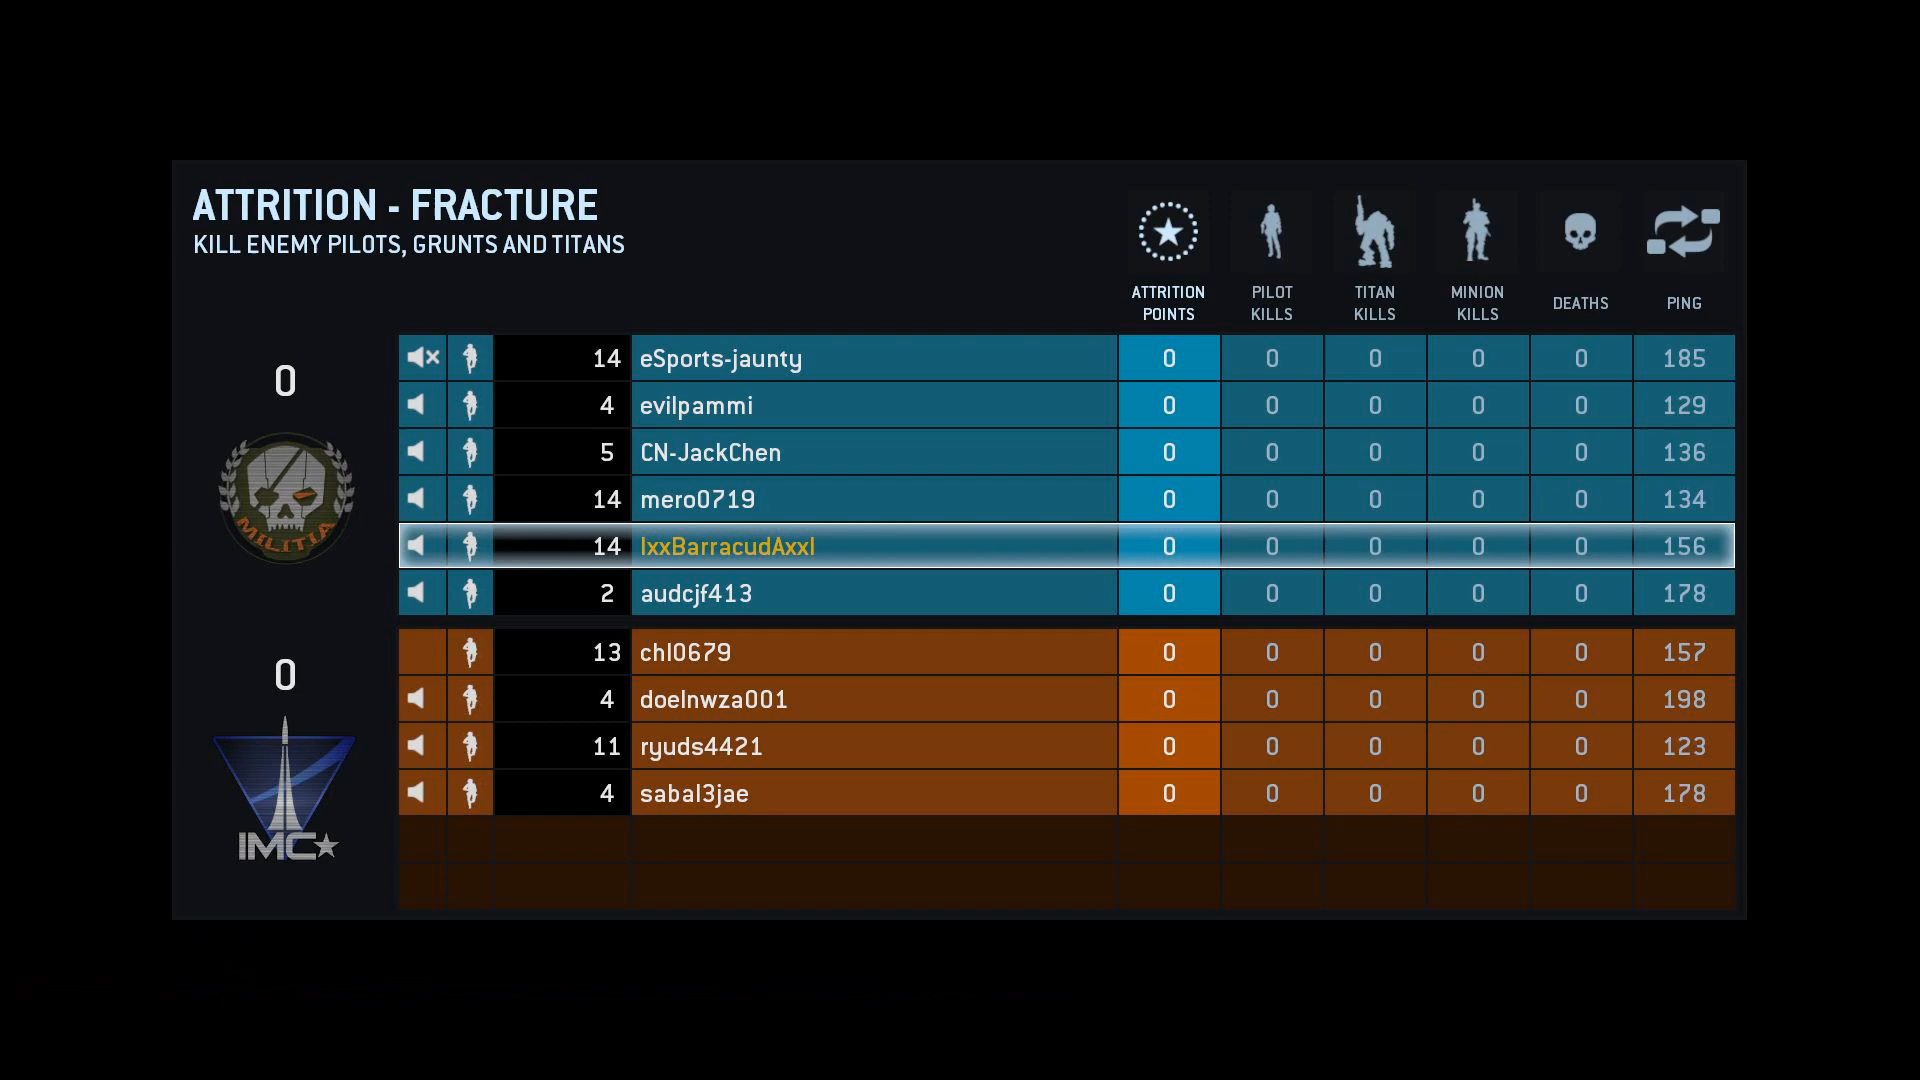 ATTRITION - FRACTURE
KILL ENEMY PILOTS, GRUNTS AND TITANS
ATTRITION POINTS PILOT KILLS TITAN KILLS MINION KILLS DEATHS PING
0
MILITIA
14 eSports-jaunty 0 0 0 0 0 185
4 evilpammi 0 0 0 0 0 129
5 CN-JackChen 0 0 0 0 0 136
14 mero0719 0 0 0 0 0 134
14 IxxBarracudAxxI 0 0 0 0 0 156
2 audcjf413 0 0 0 0 0 178
0
IMC
13 chl0679 0 0 0 0 0 157
4 doelnwza001 0 0 0 0 0 198
11 ryuds4421 0 0 0 0 0 123
4 sabal3jae 0 0 0 0 0 178